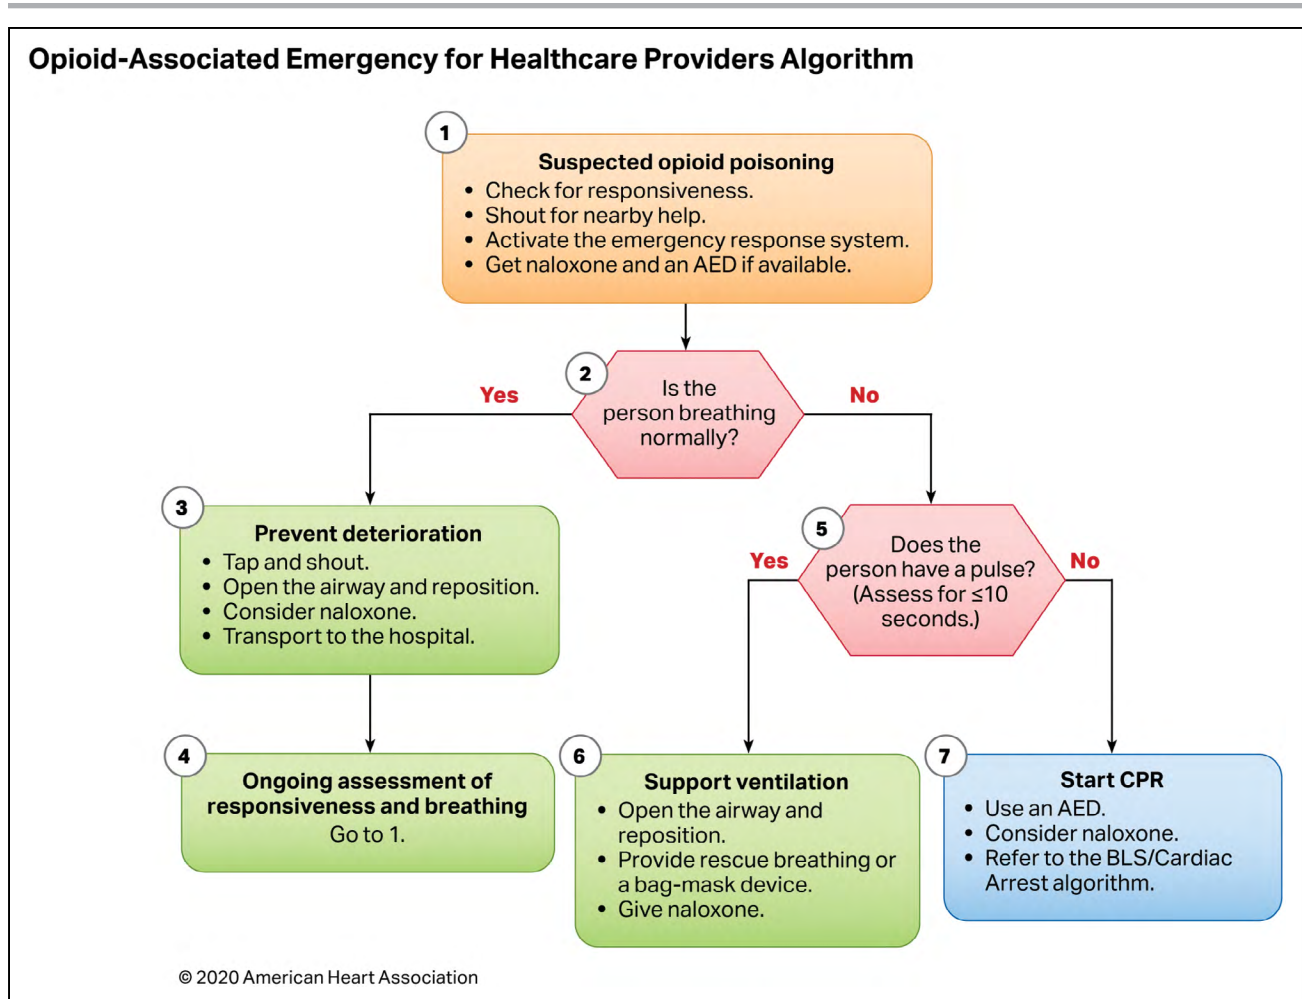 Opioid-Associated Emergency for Healthcare Providers Algorithm
1
Suspected opioid poisoning
• Check for responsiveness.
• Shout for nearby help.
• Activate the emergency response system.
• Get naloxone and an AED if available.
2
Is the
person breathing
normally?
Yes
No
3
Prevent deterioration
• Tap and shout.
• Open the airway and reposition.
• Consider naloxone.
• Transport to the hospital.
4
Ongoing assessment of
responsiveness and breathing
Go to 1.
5
Does the
person have a pulse?
(Assess for ≤10
seconds.)
Yes
No
6
Support ventilation
• Open the airway and
reposition.
• Provide rescue breathing or
a bag-mask device.
• Give naloxone.
7
Start CPR
• Use an AED.
• Consider naloxone.
• Refer to the BLS/Cardiac
Arrest algorithm.
© 2020 American Heart Association